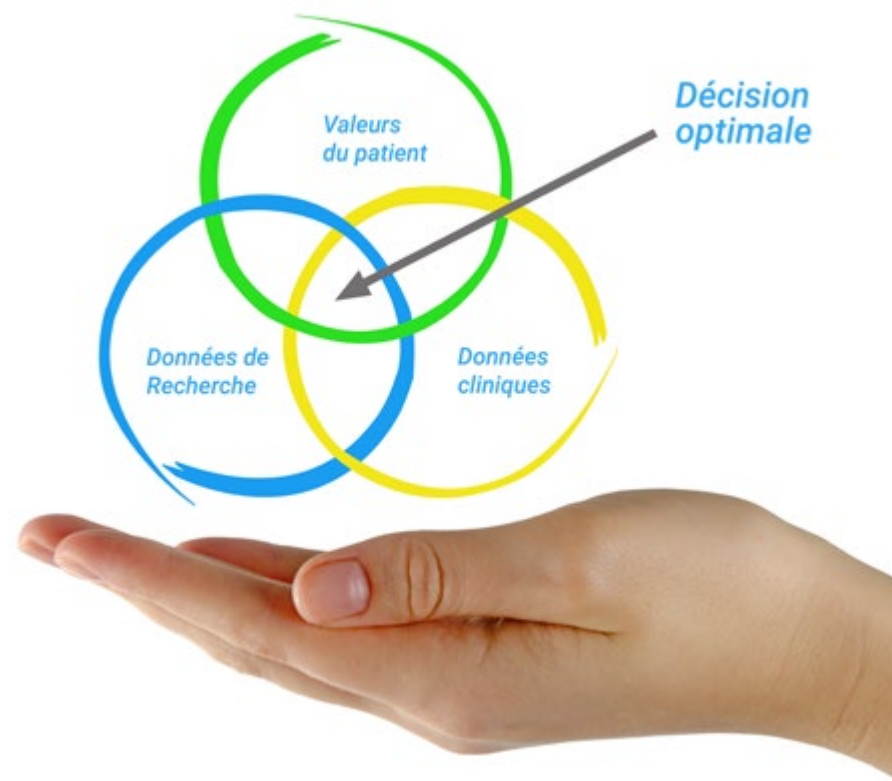 Valeurs
du patient
Décision
optimale
Données de
Recherche
Données
cliniques